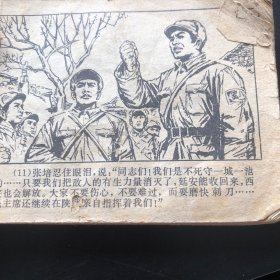 (11)张培忍住眼泪,说:“同志们!我们是不死守一城一池
的……只要我们把敌人的有生力量消灭了,延安能收回来,西
也会解放。大家不要伤心,不要难过,而要磨快刺刀……
主席还继续在陕 亲自指挥着我们!”